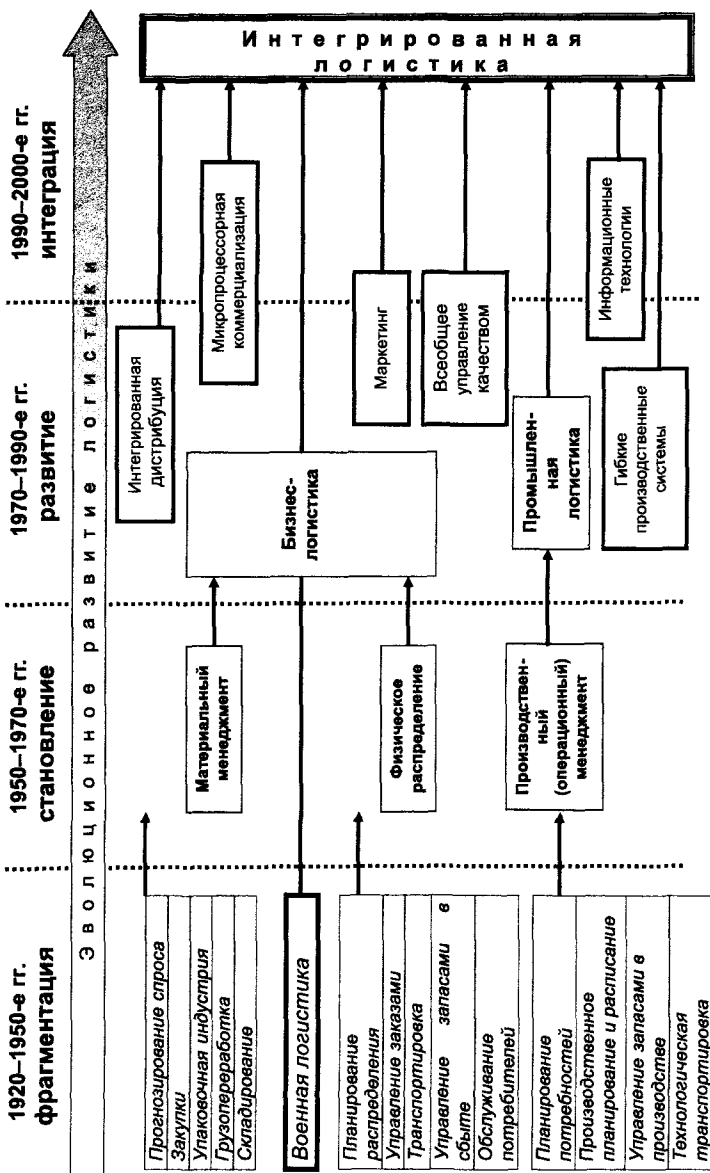 1920–1950-е гг.
фрагментация
1950–1970-е гг.
становление
1970–1990-е гг.
развитие
1990–2000-е гг.
интеграция
Эволюционное развитие логистики
Прогнозирование спроса
Закупки
Упаковочная индустрия
Грузопереработка
Складирование
Военная логистика
Планирование
распределения
Управление заказами
Транспортировка
Управление запасами в
сбыте
Обслуживание
потребителей
Планирование
потребностей
Производственное
планирование и расписание
Управление запасами в
производстве
Технологическая
транспортировка
Материальный
менеджмент
Физическое
распределение
Производствен-
ный
(операционный)
менеджмент
Интегрированная
дистрибуция
Бизнес-
логистика
Промышлен-
ная
логистика
Гибкие
производственные
системы
Микропроцессорная
коммерциализация
Маркетинг
Всеобщее
управление
качеством
Информационные
технологии
Интегрированная
логистика